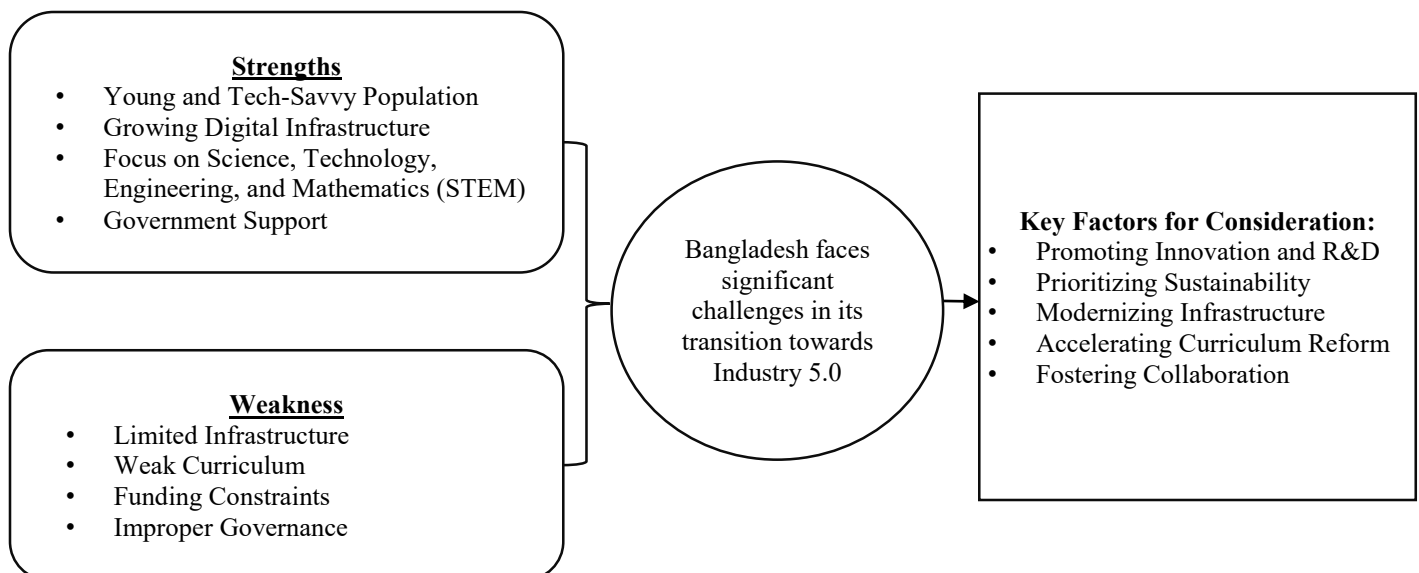 Strengths
• Young and Tech-Savvy Population
• Growing Digital Infrastructure
• Focus on Science, Technology,
Engineering, and Mathematics (STEM)
• Government Support
Weakness
• Limited Infrastructure
• Weak Curriculum
• Funding Constraints
• Improper Governance
Bangladesh faces
significant
challenges in its
transition towards
Industry 5.0
Key Factors for Consideration:
• Promoting Innovation and R&D
• Prioritizing Sustainability
• Modernizing Infrastructure
• Accelerating Curriculum Reform
• Fostering Collaboration